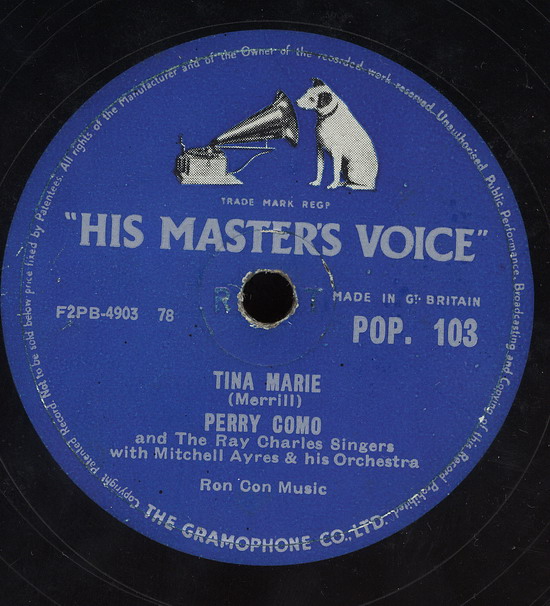 Copyright. Patented Record Not to be sold below price fixed by Patentees. All rights of the Manufacturer and of the Owner of the recorded work reserved. Unauthorised Public Performance, Broadcasting and Copying of this Record Prohibited.
TRADE MARK REGD
"HIS MASTER'S VOICE"
MADE IN GT. BRITAIN
F2PB-4903 78
POP. 103
TINA MARIE
(Merrill)
PERRY COMO
and The Ray Charles Singers
with Mitchell Ayres & his Orchestra
Ron Con Music
THE GRAMOPHONE CO., LTD.